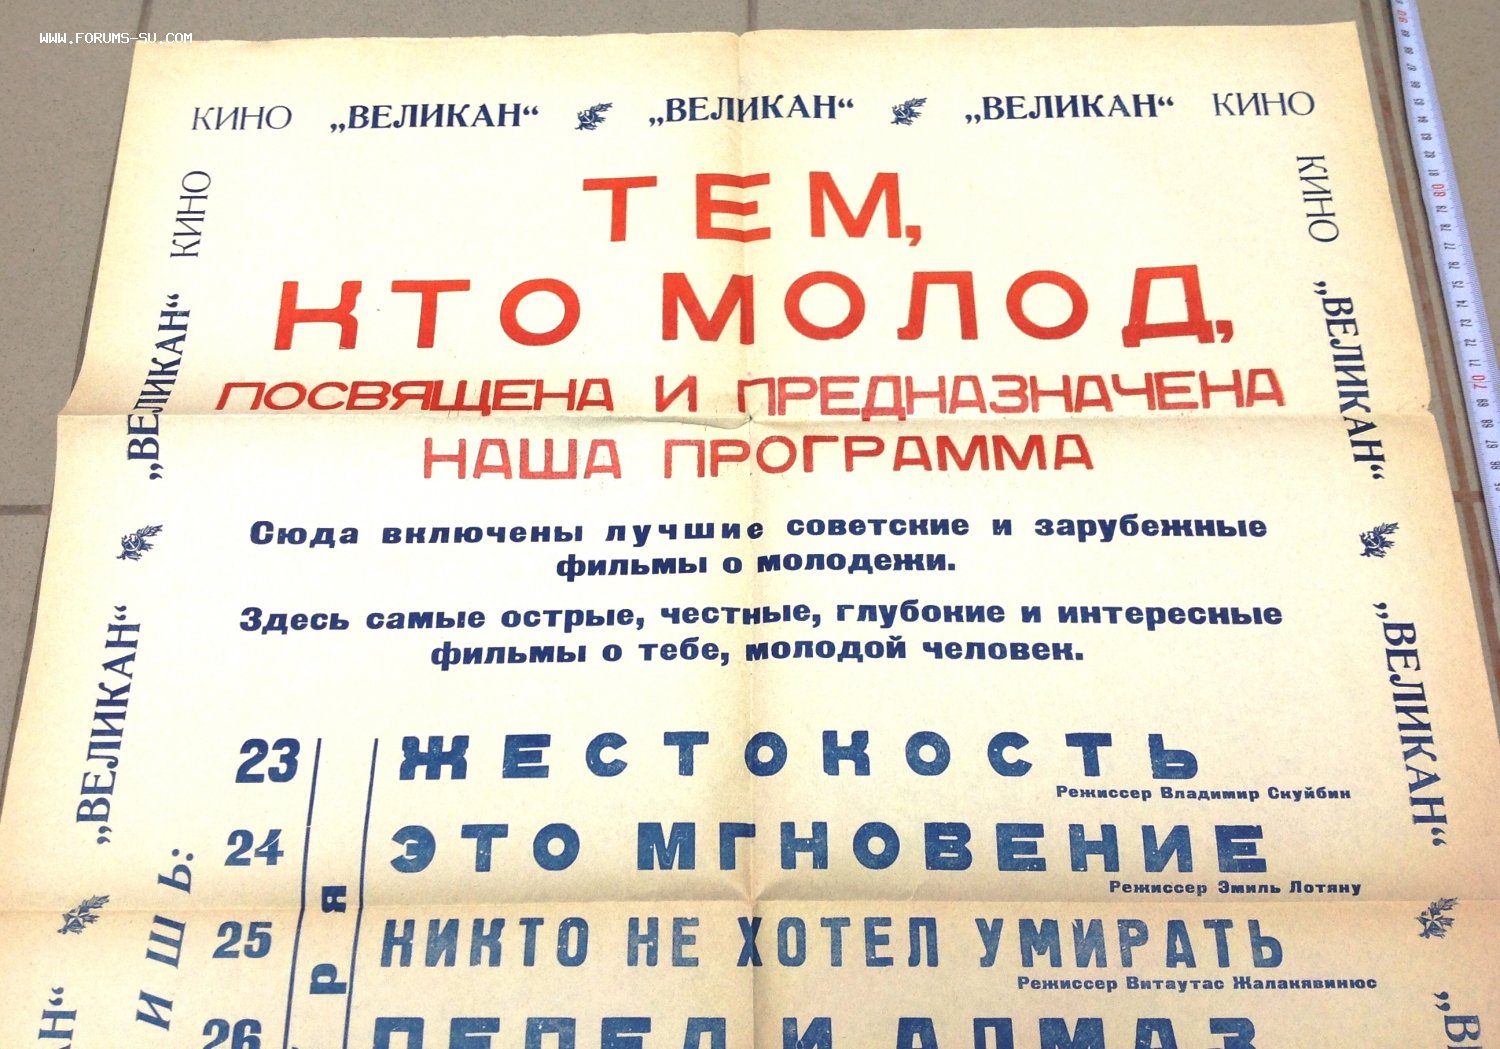 WWW.FORUMS-SU.COM
КИНО „ВЕЛИКАН“ „ВЕЛИКАН“ „ВЕЛИКАН“ КИНО
КИНО
„ВЕЛИКАН“
„ВЕЛИКАН“
КИНО
„ВЕЛИКАН“
„ВЕЛИКАН“
ТЕМ,
КТО МОЛОД,
ПОСВЯЩЕНА И ПРЕДНАЗНАЧЕНА
НАША ПРОГРАММА
Сюда включены лучшие советские и зарубежные
фильмы о молодежи.
Здесь самые острые, честные, глубокие и интересные
фильмы о тебе, молодой человек.
23 ЖЕСТОКОСТЬ
Режиссер Владимир Скуйбин
24 ЭТО МГНОВЕНИЕ
Режиссер Эмиль Лотяну
25 НИКТО НЕ ХОТЕЛ УМИРАТЬ
Режиссер Витаутас Жалакявинюс
26 ПЕПЕЛ И АЛМАЗ